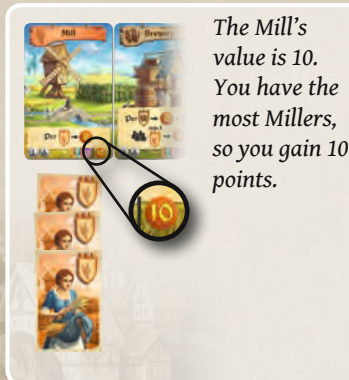 Mill
Brewery
Per
Per
10
The Mill's
value is 10.
You have the
most Millers,
so you gain 10
points.